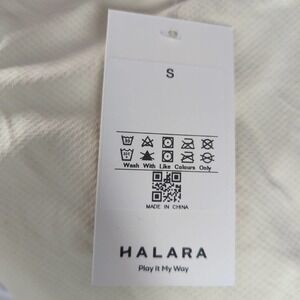 S
Wash With Like Colours Only
MADE IN CHINA
HALARA
Play It My Way